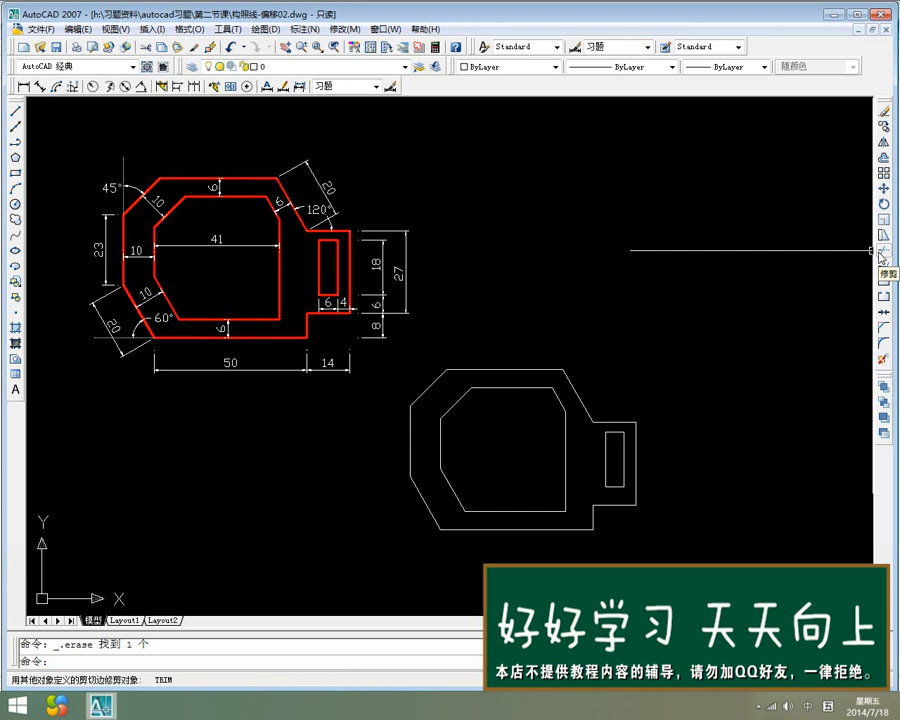 AutoCAD 2007 - [h:\习题资料\autocad习题\第二节课\构照线-偏移02.dwg - 只读]
文件(F) 编辑(E) 视图(V) 插入(I) 格式(O) 工具(T) 绘图(D) 标注(N) 修改(M) 窗口(W) 帮助(H)
Standard 习题 Standard
AutoCAD 经典 0 ByLayer ByLayer ByLayer 随颜色
习题
A
45°
6
20
10
6
120°
41
23
10
18
27
10
6 4
6
60°
6
8
20
50
14
修剪
Y
X
模型 Layout1 Layout2
命令: _.erase 找到 1 个
命令:
用其他对象定义的剪切边修剪对象: TRIM
好好学习 天天向上
本店不提供教程内容的辅导，请勿加QQ好友，一律拒绝。
中 五
星期五
2014/7/18